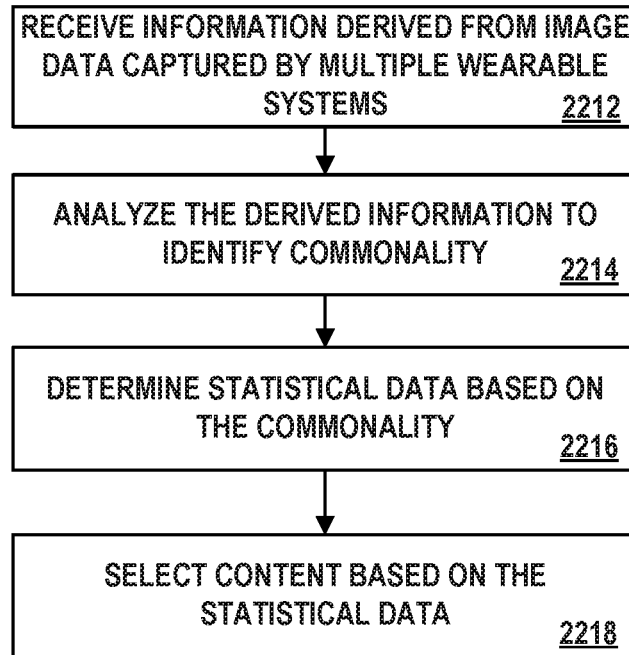 RECEIVE INFORMATION DERIVED FROM IMAGE
DATA CAPTURED BY MULTIPLE WEARABLE
SYSTEMS
2212
ANALYZE THE DERIVED INFORMATION TO
IDENTIFY COMMONALITY
2214
DETERMINE STATISTICAL DATA BASED ON
THE COMMONALITY
2216
SELECT CONTENT BASED ON THE
STATISTICAL DATA
2218